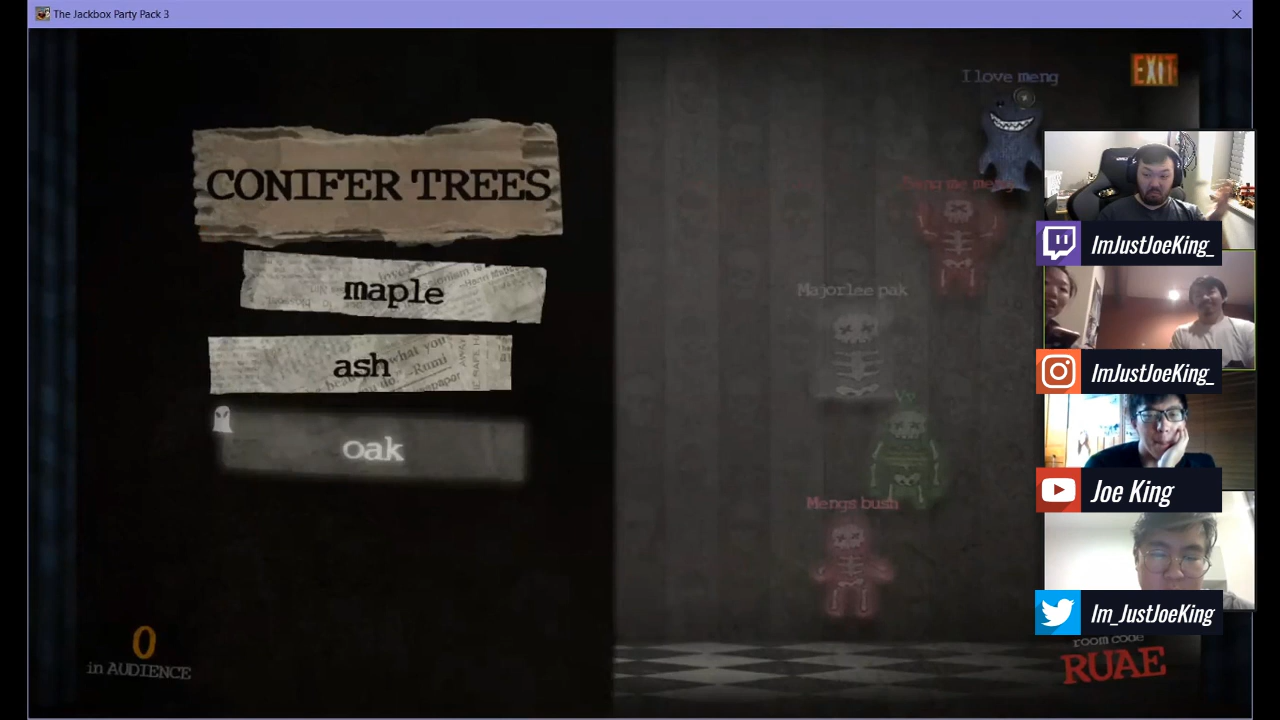 The Jackbox Party Pack 3
I love meng
EXIT
CONIFER TREES
maple
ash
oak
Majorlee pak
Mengs bush
0
in AUDIENCE
room code
RUAE
ImJustJoeKing_
ImJustJoeKing_
Joe King
Im_JustJoeKing